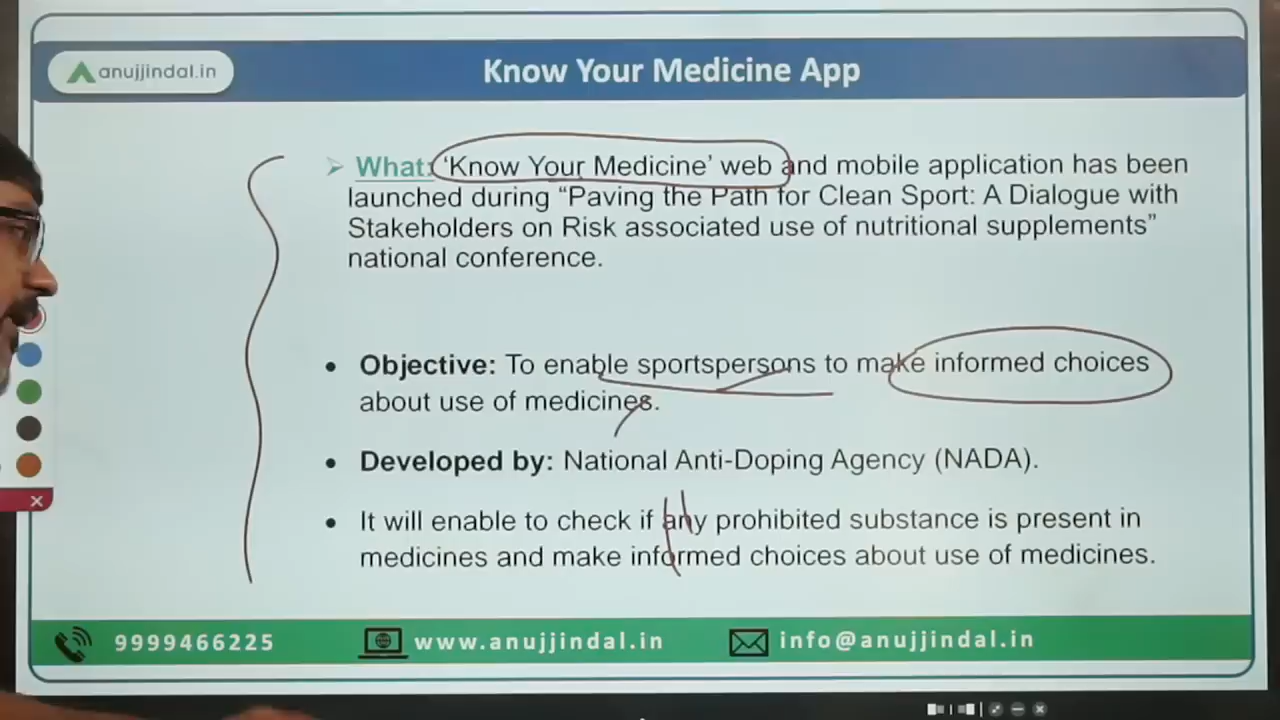 anujjindal.in
Know Your Medicine App
What: ‘Know Your Medicine’ web and mobile application has been
launched during “Paving the Path for Clean Sport: A Dialogue with
Stakeholders on Risk associated use of nutritional supplements”
national conference.
• Objective: To enable sportspersons to make informed choices
about use of medicines.
• Developed by: National Anti-Doping Agency (NADA).
• It will enable to check if any prohibited substance is present in
medicines and make informed choices about use of medicines.
9999466225 www.anujjindal.in info@anujjindal.in